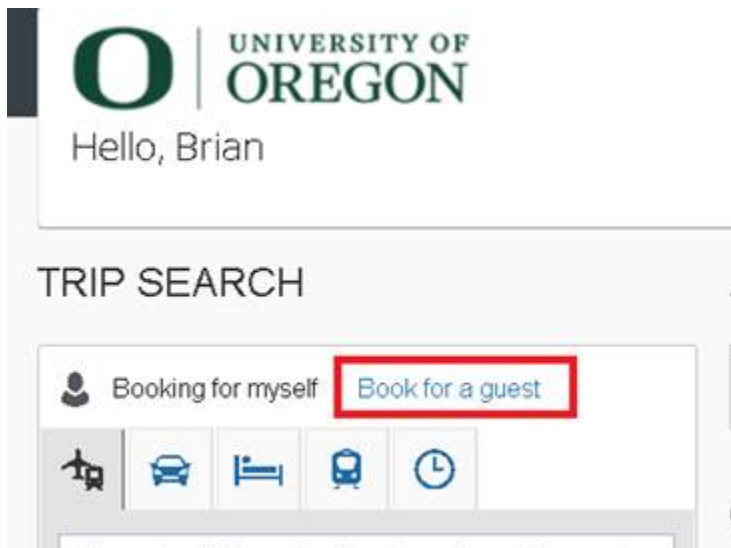 UNIVERSITY OF
OREGON
Hello, Brian
TRIP SEARCH
Booking for myself Book for a guest